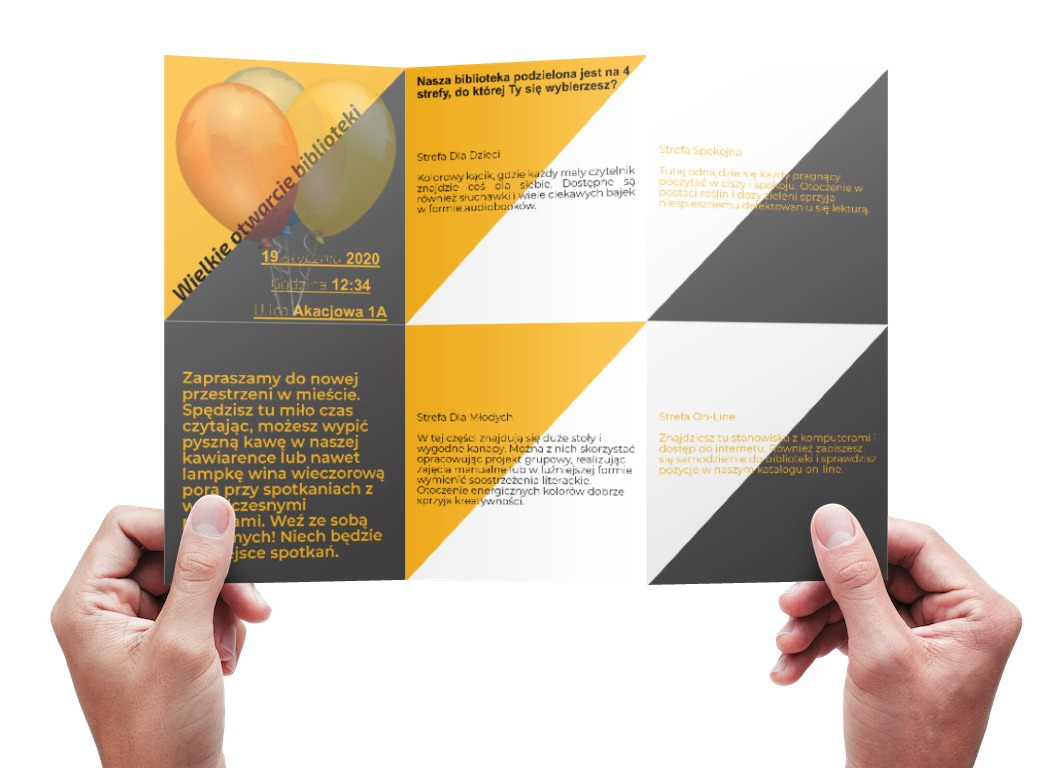 Wielkie otwarcie biblioteki
19 stycznia 2020
Godzina 12:34
Ulica Akacjowa 1A
Zapraszamy do nowej
przestrzeni w mieście.
Spędzisz tu miło czas
czytając, możesz wypić
pyszną kawę w naszej
kawiarence lub nawet
lampkę wina wieczorową
porą przy spotkaniach z
Weź ze sobą
Niech będzie
spotkań.
Nasza biblioteka podzielona jest na 4
strefy, do której Ty się wybierzesz?
Strefa Dla Dzieci
Kolorowy kącik, gdzie każdy mały czytelnik
znajdzie coś dla siebie. Dostępne są
również słuchawki i wiele ciekawych bajek
w formie audiobooków.
Strefa Dla Młodych
W tej części znajdują się duże stoły i
wygodne kanapy. Można z nich skorzystać
opracowując projekt grupowy, realizując
zajęcia manualne lub w luźniejszej formie
wymienić spostrzeżenia literackie.
Otoczenie energicznych kolorów dobrze
sprzyja kreatywności.
Strefa Spokojna
Tutaj odnajdzie się każdy pragnący
poczytać w ciszy i spokoju. Otoczenie w
postaci roślin i dozy zieleni sprzyja
niespiesznemu delektowaniu się lekturą.
Strefa On-Line
Znajdziesz tu stanowiska z komputerami i
dostęp do internetu. Również zapiszesz
się samodzielnie do biblioteki i sprawdzisz
pozycje w naszym katalogu on-line.